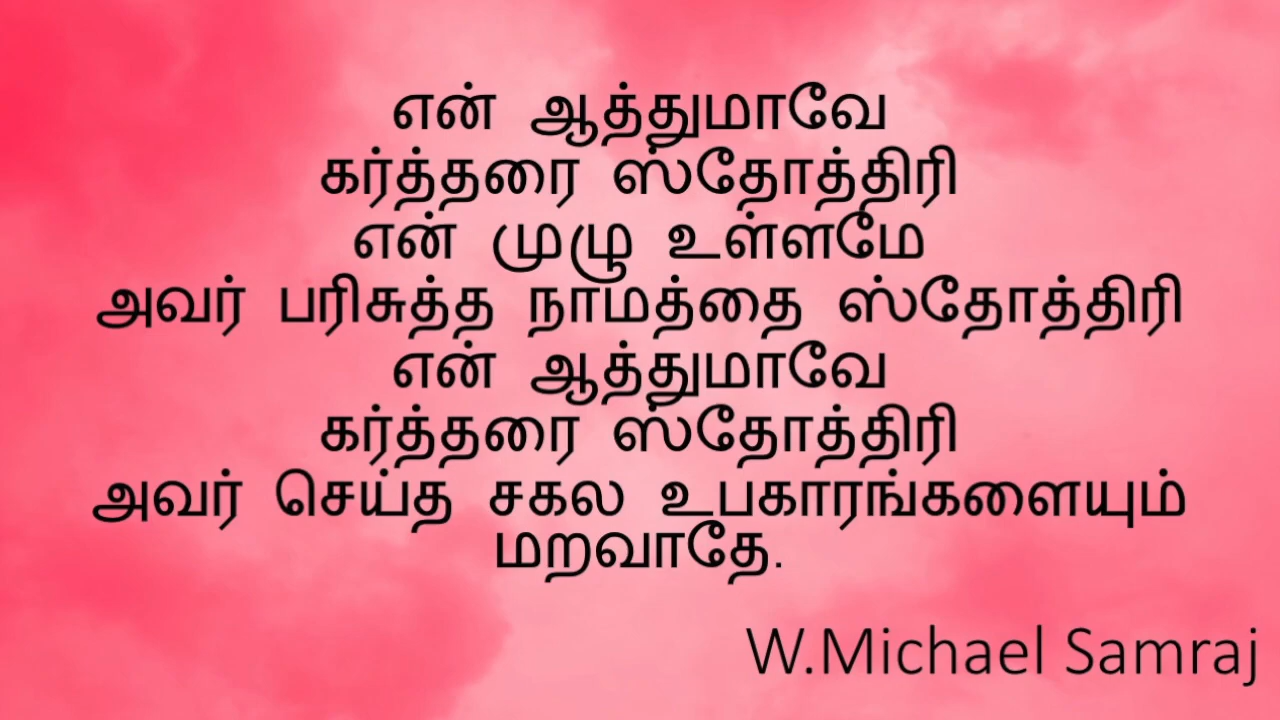 என் ஆத்துமாவே
கர்த்தரை ஸ்தோத்திரி
என் முழு உள்ளமே
அவர் பரிசுத்த நாமத்தை ஸ்தோத்திரி
என் ஆத்துமாவே
கர்த்தரை ஸ்தோத்திரி
அவர் செய்த சகல உபகாரங்களையும்
மறவாதே.
W.Michael Samraj